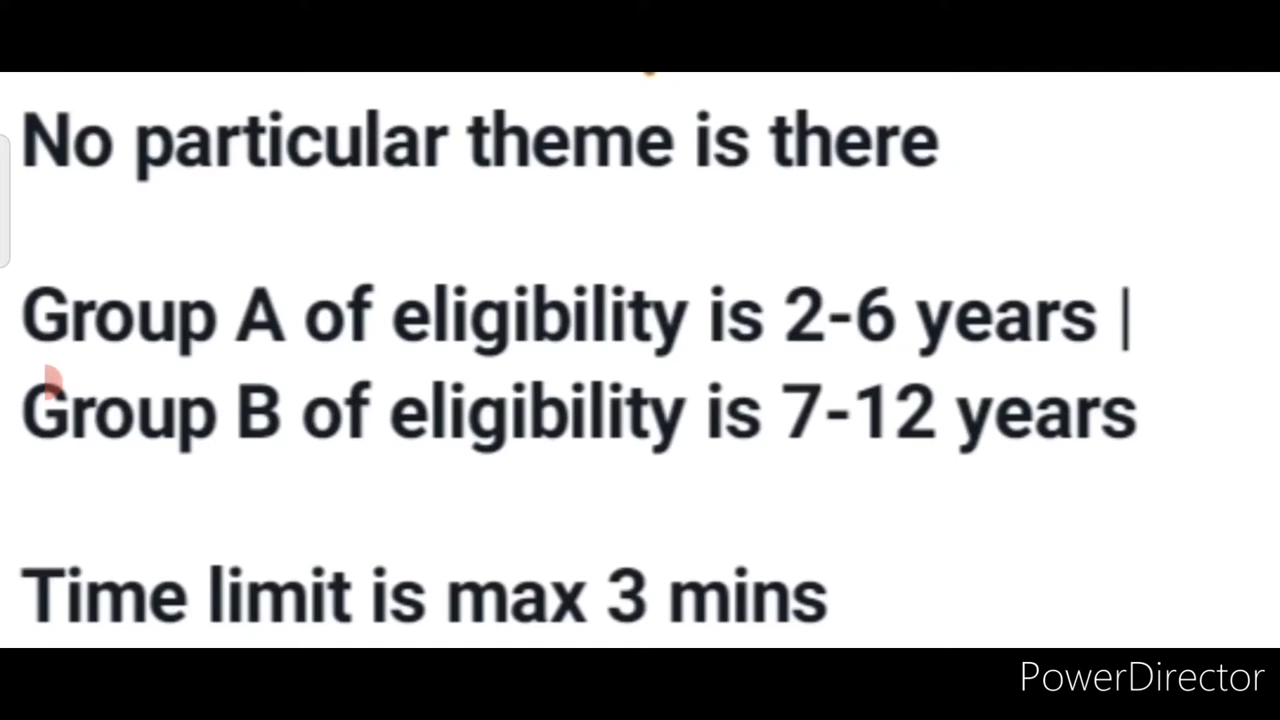 No particular theme is there
Group A of eligibility is 2-6 years |
Group B of eligibility is 7-12 years
Time limit is max 3 mins
PowerDirector